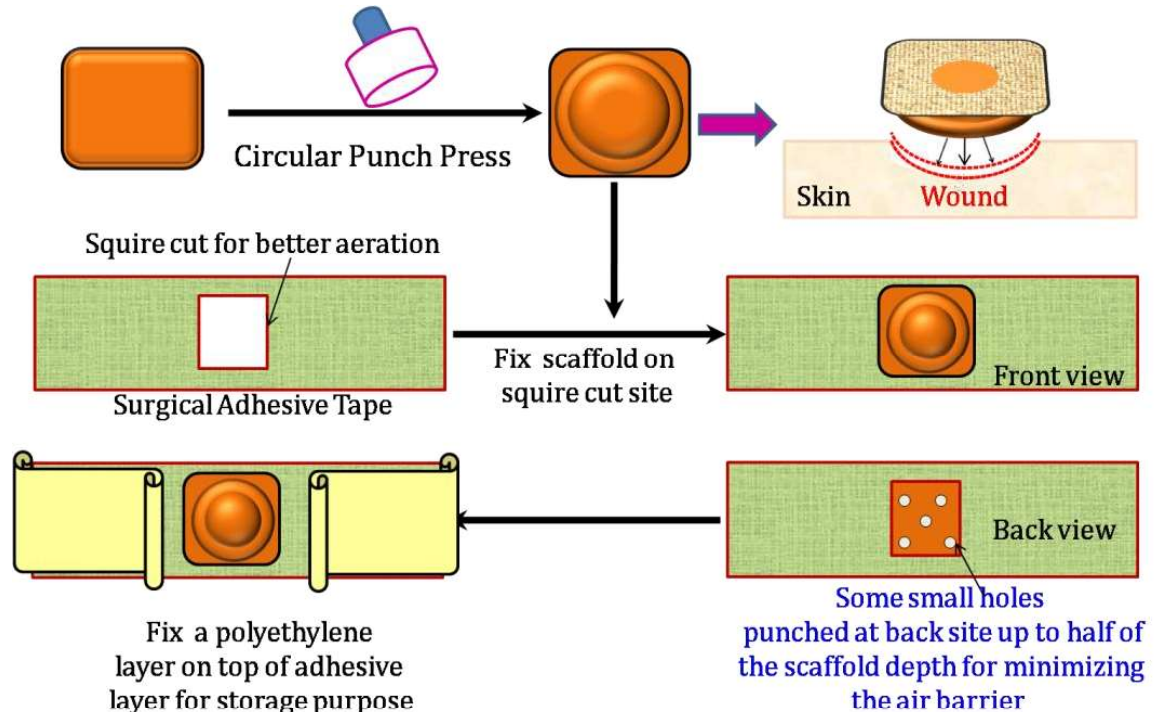 Circular Punch Press
Skin
Wound
Squire cut for better aeration
Surgical Adhesive Tape
Fix scaffold on
squire cut site
Front view
Back view
Some small holes
punched at back site up to half of
the scaffold depth for minimizing
the air barrier
Fix a polyethylene
layer on top of adhesive
layer for storage purpose